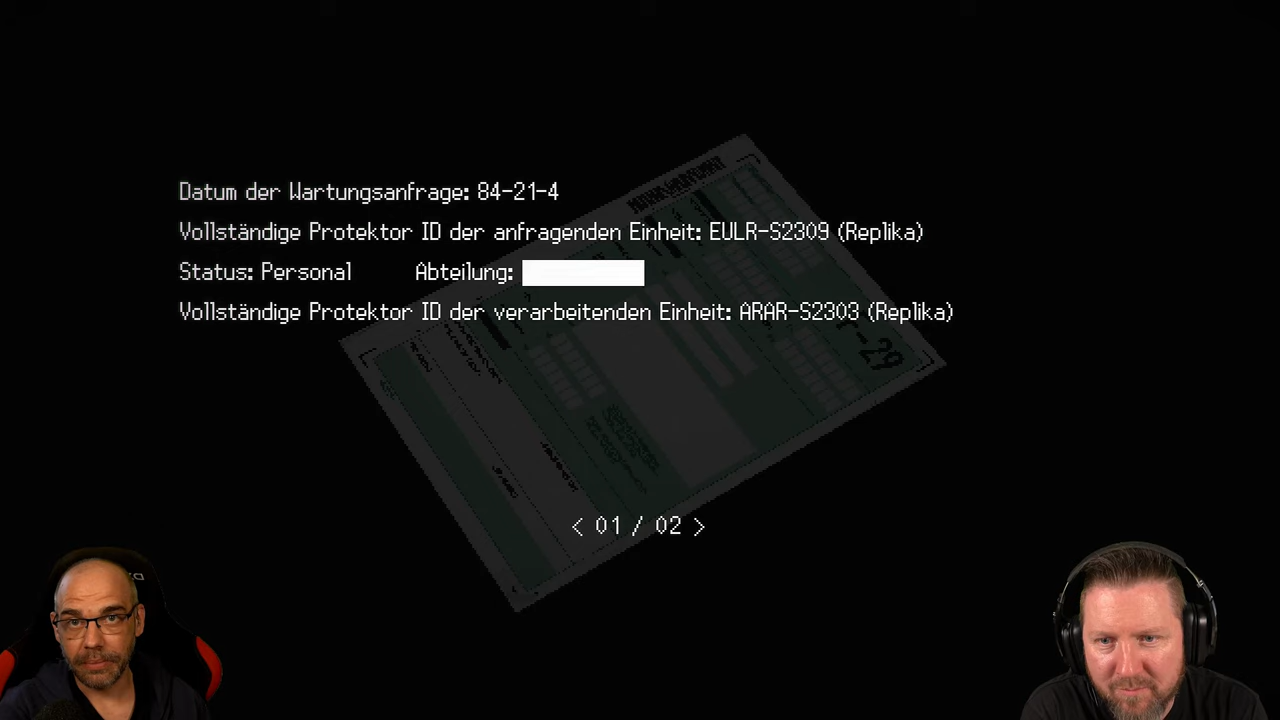 Datum der Wartungsanfrage: 84-21-4
Vollständige Protektor ID der anfragenden Einheit: EULR-S2309 (Replika)
Status: Personal Abteilung:
Vollständige Protektor ID der verarbeitenden Einheit: ARAR-S2303 (Replika)
r-29
< 01 / 02 >